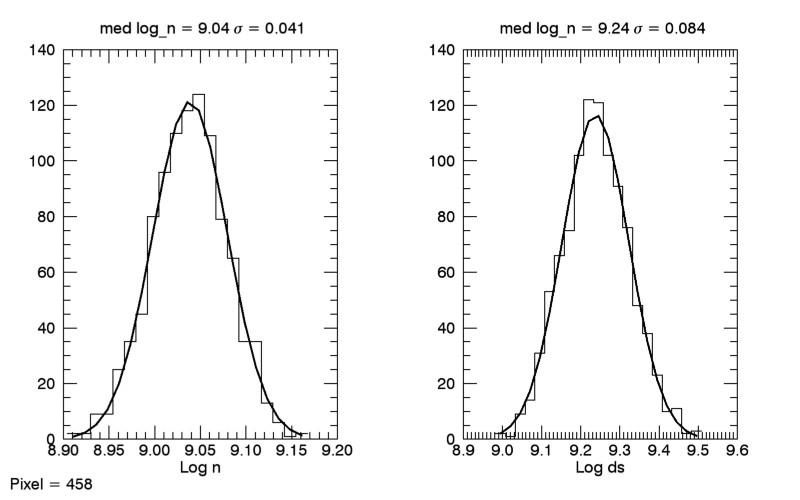 med log_n = 9.04 σ = 0.041
140
120
100
80
60
40
20
0
8.90 8.95 9.00 9.05 9.10 9.15 9.20
Log n
med log_n = 9.24 σ = 0.084
140
120
100
80
60
40
20
0
8.9 9.0 9.1 9.2 9.3 9.4 9.5 9.6
Log ds
Pixel = 458